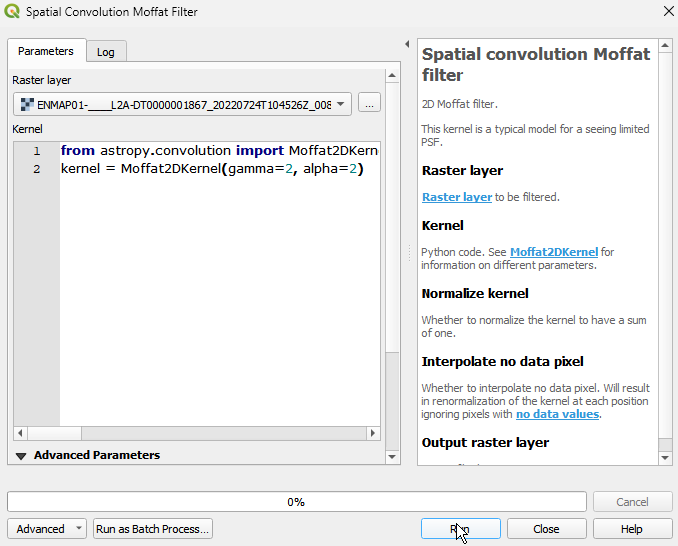 Spatial Convolution Moffat Filter
Parameters
Log
Raster layer
ENMAP01-____L2A-DT0000001867_20220724T104526Z_008
...
Kernel
1 from astropy.convolution import Moffat2DKerne
2 kernel = Moffat2DKernel(gamma=2, alpha=2)
Advanced Parameters
Spatial convolution Moffat
filter
2D Moffat filter.
This kernel is a typical model for a seeing limited
PSF.
Raster layer
Raster layer to be filtered.
Kernel
Python code. See Moffat2DKernel for
information on different parameters.
Normalize kernel
Whether to normalize the kernel to have a sum
of one.
Interpolate no data pixel
Whether to interpolate no data pixel. Will result
in renormalization of the kernel at each position
ignoring pixels with no data values.
Output raster layer
0%
Cancel
Advanced
Run as Batch Process...
Run
Close
Help